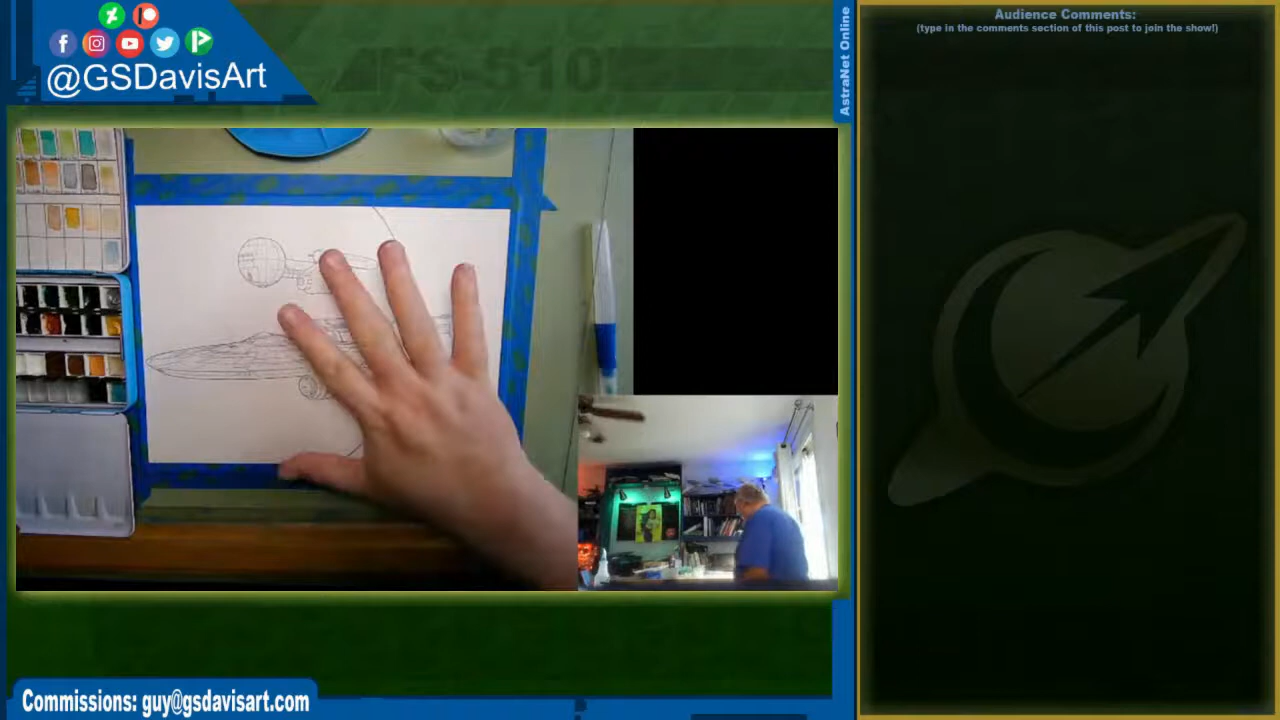 @GSDavisArt
AstraNet Online
Audience Comments:
(type in the comments section of this post to join the show!)
Commissions: guy@gsdavisart.com